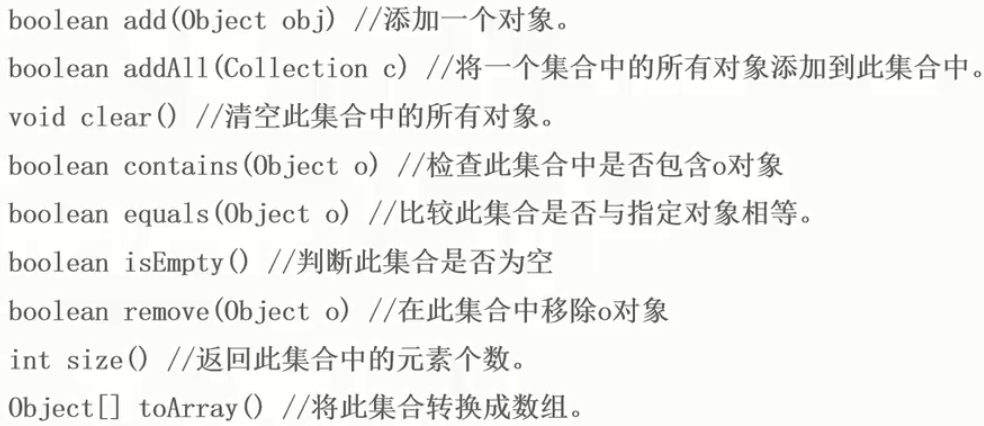 boolean add(Object obj) //添加一个对象。
boolean addAll(Collection c) //将一个集合中的所有对象添加到此集合中。
void clear() //清空此集合中的所有对象。
boolean contains(Object o) //检查此集合中是否包含o对象
boolean equals(Object o) //比较此集合是否与指定对象相等。
boolean isEmpty() //判断此集合是否为空
boolean remove(Object o) //在此集合中移除o对象
int size() //返回此集合中的元素个数。
Object[] toArray() //将此集合转换成数组。